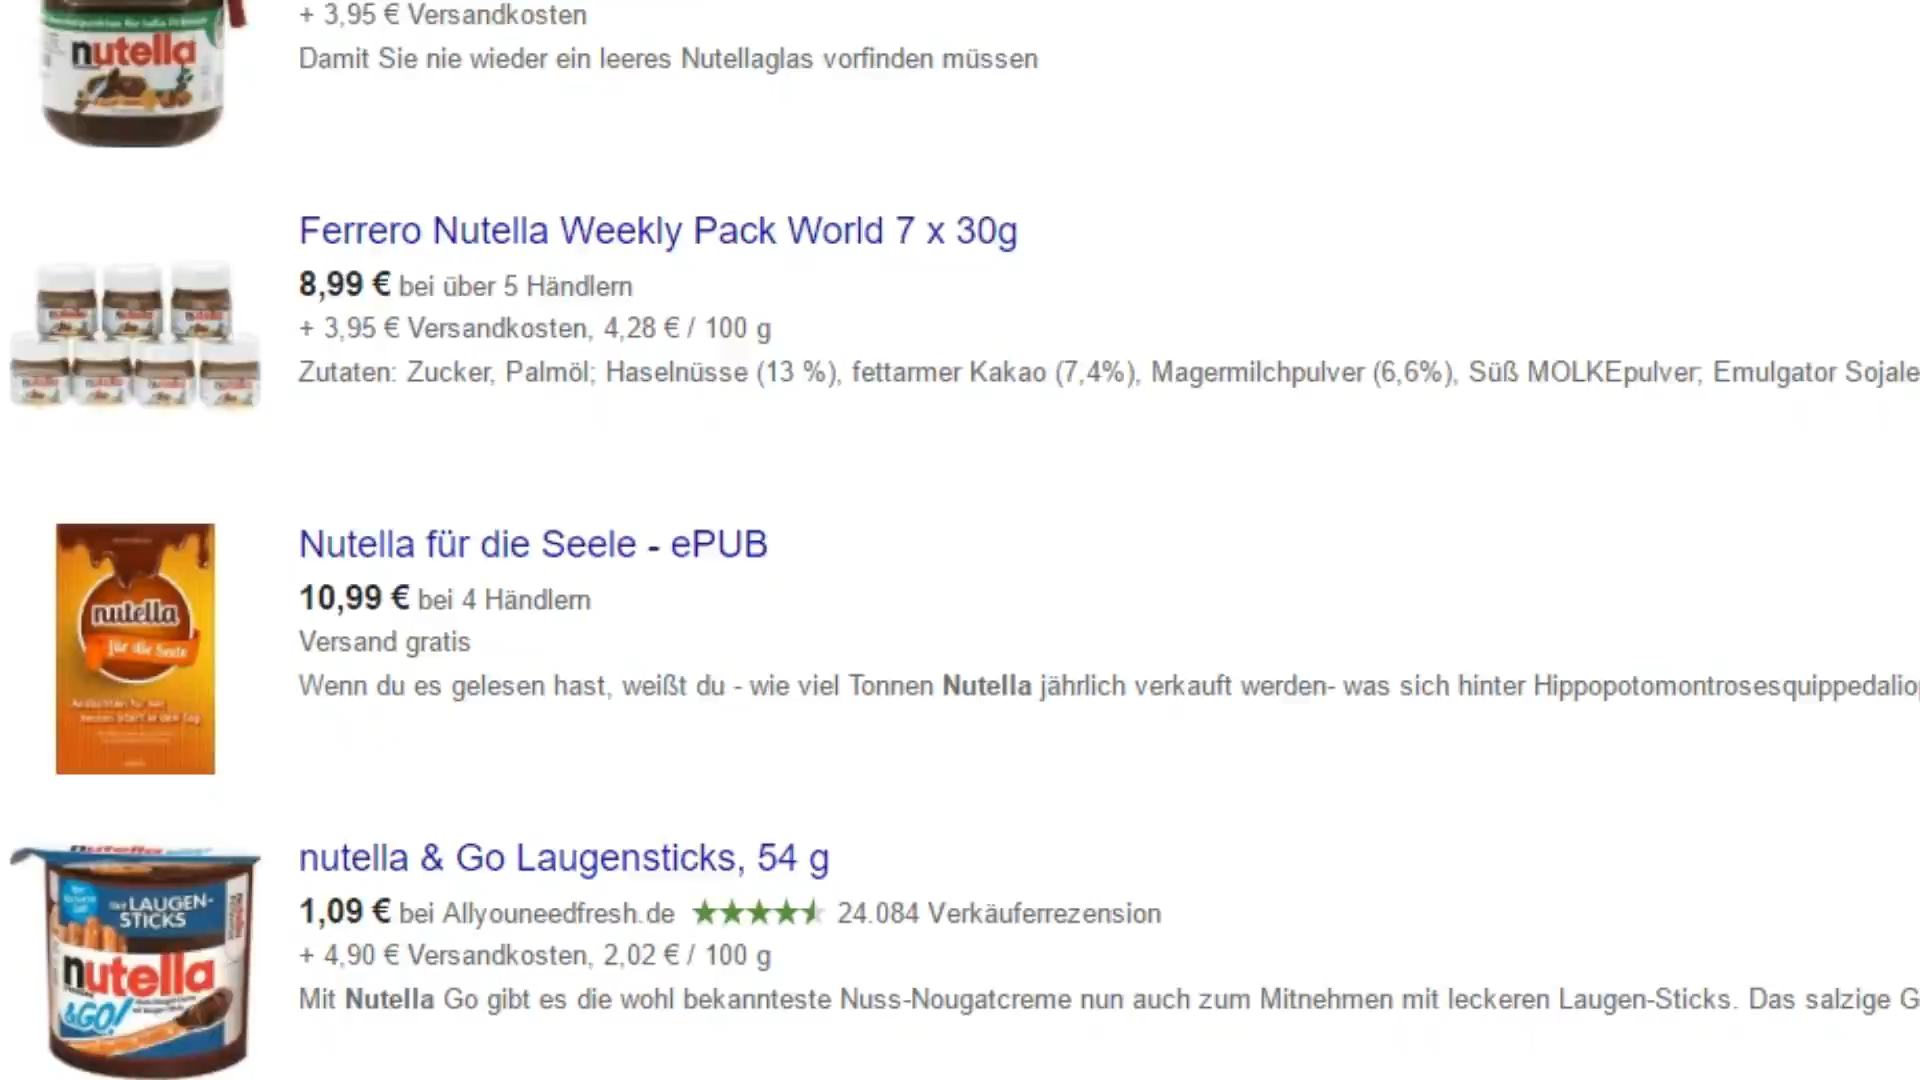 + 3,95 € Versandkosten
nutella
Damit Sie nie wieder ein leeres Nutellaglas vorfinden müssen
Ferrero Nutella Weekly Pack World 7 x 30g
8,99 € bei über 5 Händlern
+ 3,95 € Versandkosten, 4,28 € / 100 g
Zutaten: Zucker, Palmöl; Haselnüsse (13 %), fettarmer Kakao (7,4%), Magermilchpulver (6,6%), Süß MOLKEpulver; Emulgator Sojale
Nutella für die Seele - ePUB
10,99 € bei 4 Händlern
nutella
für die Seele
Versand gratis
Wenn du es gelesen hast, weißt du - wie viel Tonnen Nutella jährlich verkauft werden- was sich hinter Hippopotomontrosesquippedaliop
nutella & Go Laugensticks, 54 g
LAUGEN-
STICKS
1,09 € bei Allyouneedfresh.de 24.084 Verkäuferrezension
+ 4,90 € Versandkosten, 2,02 € / 100 g
nutella
&GO!
Mit Nutella Go gibt es die wohl bekannteste Nuss-Nougatcreme nun auch zum Mitnehmen mit leckeren Laugen-Sticks. Das salzige G